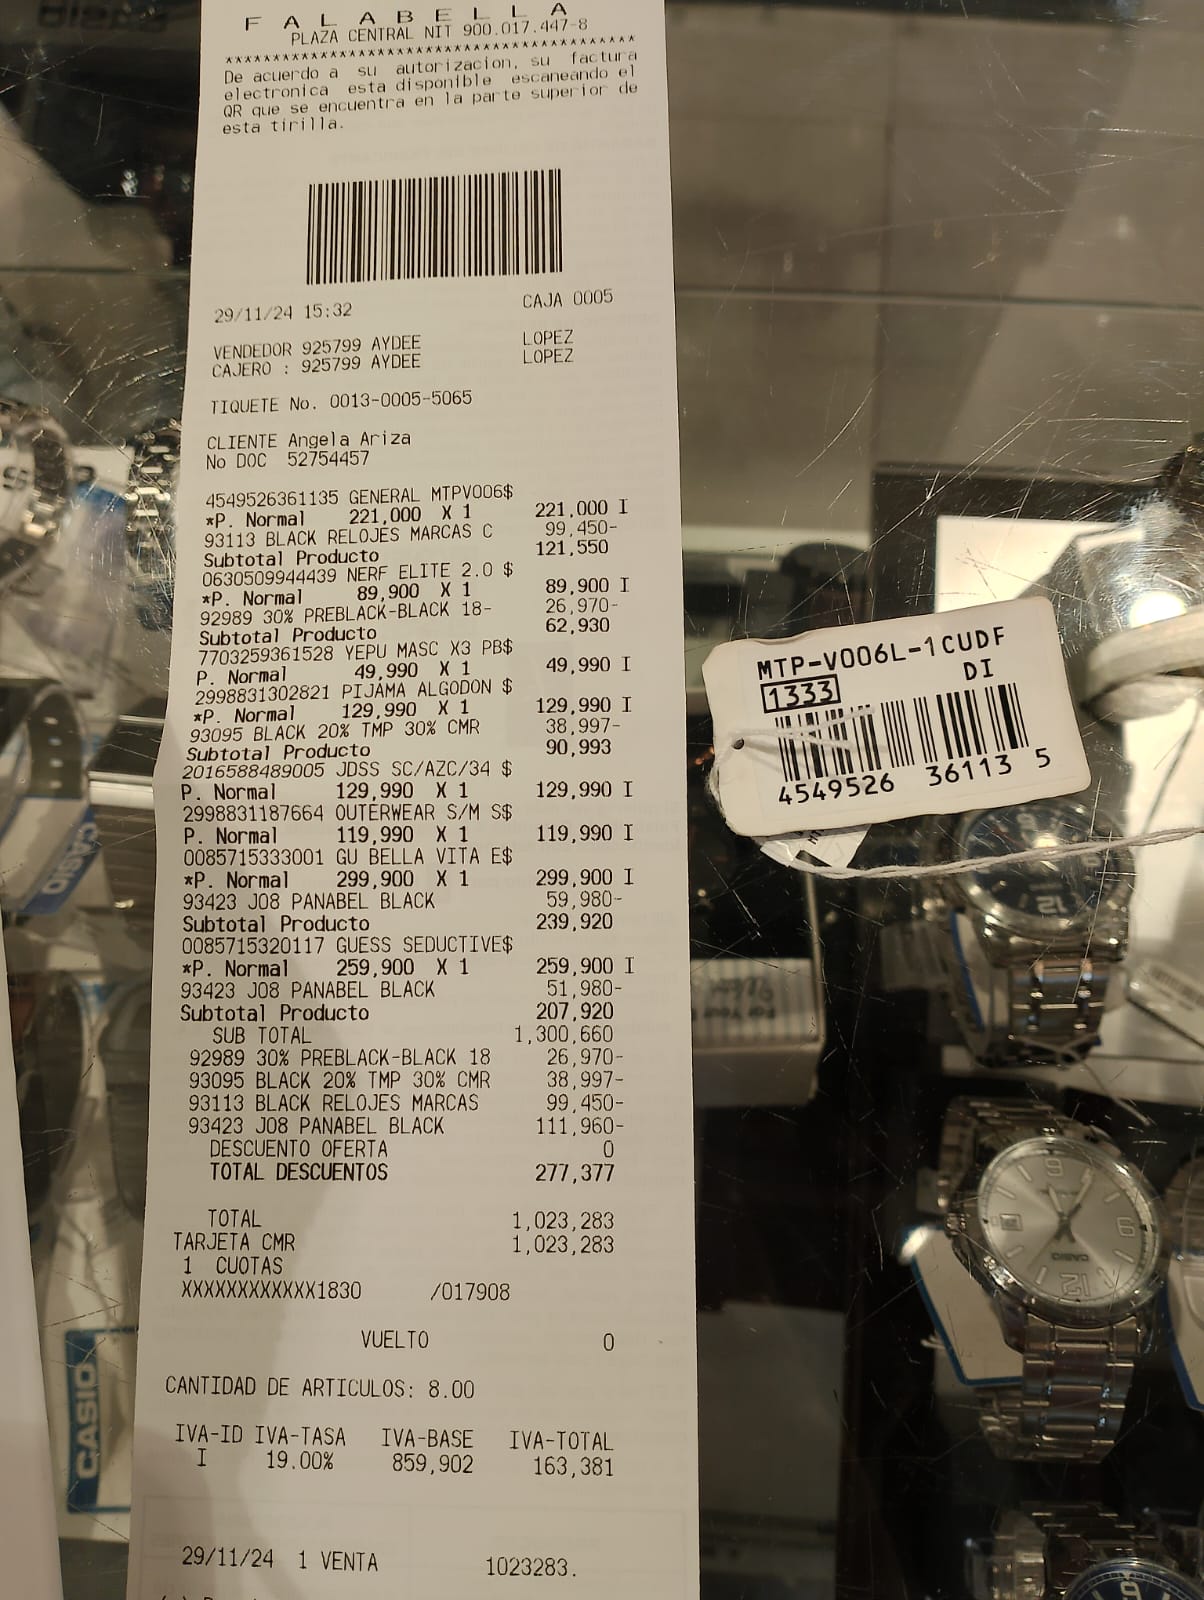 F A L A B E L L A
PLAZA CENTRAL NIT 900.017.447-8
****************************************
De acuerdo a su autorizacion, su factura
electronica esta disponible escaneando el
QR que se encuentra en la parte superior de
esta tirilla.
29/11/24 15:32 CAJA 0005
VENDEDOR 925799 AYDEE LOPEZ
CAJERO : 925799 AYDEE LOPEZ
TIQUETE No. 0013-0005-5065
CLIENTE Angela Ariza
No DOC 52754457
4549526361135 GENERAL MTPV006$
*P. Normal 221,000 X 1 221,000 I
93113 BLACK RELOJES MARCAS C 99,450-
Subtotal Producto 121,550
0630509944439 NERF ELITE 2.0 $
*P. Normal 89,900 X 1 89,900 I
92989 30% PREBLACK-BLACK 18- 26,970-
Subtotal Producto 62,930
7703259361528 YEPU MASC X3 PB$
P. Normal 49,990 X 1 49,990 I
2998831302821 PIJAMA ALGODON $
*P. Normal 129,990 X 1 129,990 I
93095 BLACK 20% TMP 30% CMR 38,997-
Subtotal Producto 90,993
2016588489005 JDSS SC/AZC/34 $
P. Normal 129,990 X 1 129,990 I
2998831187664 OUTERWEAR S/M S$
P. Normal 119,990 X 1 119,990 I
0085715333001 GU BELLA VITA E$
*P. Normal 299,900 X 1 299,900 I
93423 J08 PANABEL BLACK 59,980-
Subtotal Producto 239,920
0085715320117 GUESS SEDUCTIVE$
*P. Normal 259,900 X 1 259,900 I
93423 J08 PANABEL BLACK 51,980-
Subtotal Producto 207,920
SUB TOTAL 1,300,660
92989 30% PREBLACK-BLACK 18 26,970-
93095 BLACK 20% TMP 30% CMR 38,997-
93113 BLACK RELOJES MARCAS 99,450-
93423 J08 PANABEL BLACK 111,960-
DESCUENTO OFERTA 0
TOTAL DESCUENTOS 277,377
TOTAL 1,023,283
TARJETA CMR 1,023,283
1 CUOTAS
XXXXXXXXXXXX1830 /017908
VUELTO 0
CANTIDAD DE ARTICULOS: 8.00
IVA-ID IVA-TASA IVA-BASE IVA-TOTAL
I 19.00% 859,902 163,381
29/11/24 1 VENTA 1023283.
MTP-V006L-1CUDF
DI
1333
4549526 36113 5
CASIO
CASIO
12
6
9
CASIO
12